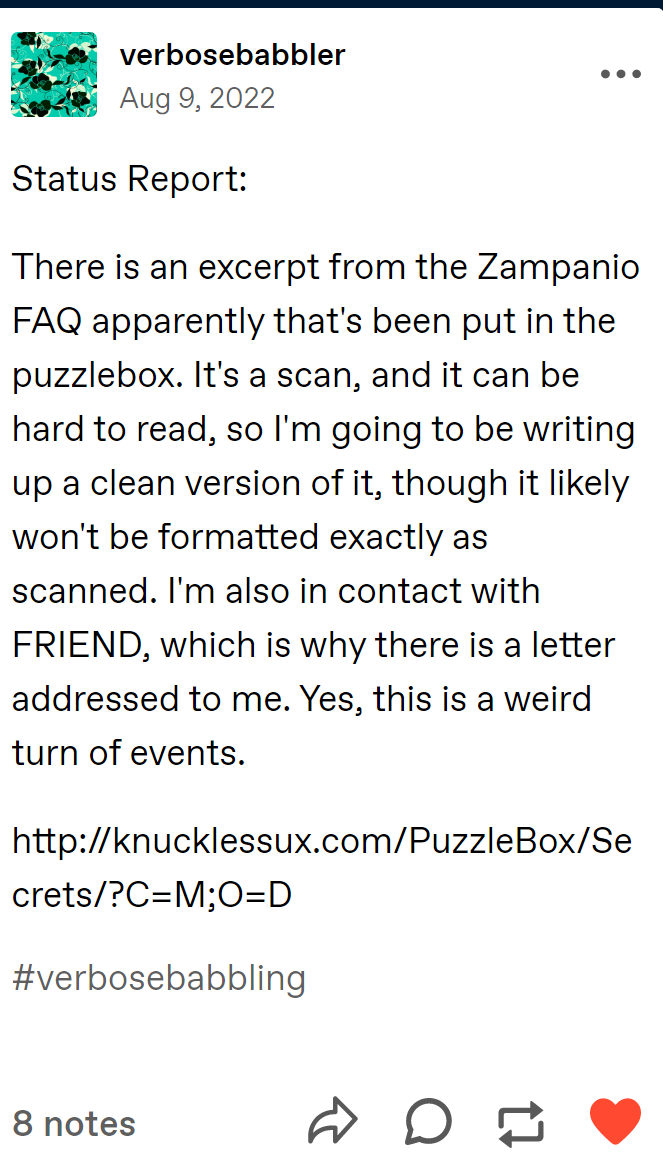 verbosebabbler
Aug 9, 2022
Status Report:
There is an excerpt from the Zampanio
FAQ apparently that's been put in the
puzzlebox. It's a scan, and it can be
hard to read, so I'm going to be writing
up a clean version of it, though it likely
won't be formatted exactly as
scanned. I'm also in contact with
FRIEND, which is why there is a letter
addressed to me. Yes, this is a weird
turn of events.
http://knucklessux.com/PuzzleBox/Se
crets/?C=M;O=D
#verbosebabbling
8 notes